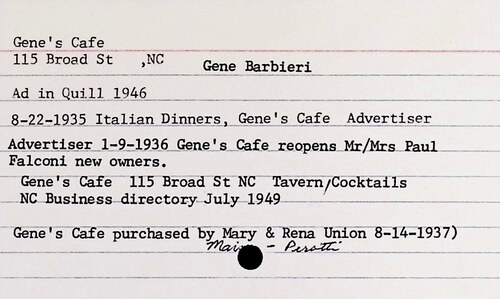 Gene's Cafe
115 Broad St ,NC Gene Barbieri
Ad in Quill 1946
8-22-1935 Italian Dinners, Gene's Cafe Advertiser
Advertiser 1-9-1936 Gene's Cafe reopens Mr/Mrs Paul
Falconi new owners.
Gene's Cafe 115 Broad St NC Tavern/Cocktails
NC Business directory July 1949
Gene's Cafe purchased by Mary & Rena Union 8-14-1937)
- Perotti